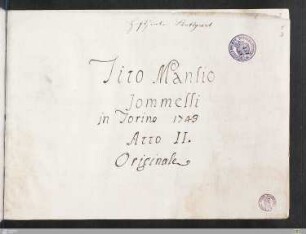 Tito Manlio
Jommelli
in Torino 1743
Atto II.
Originale